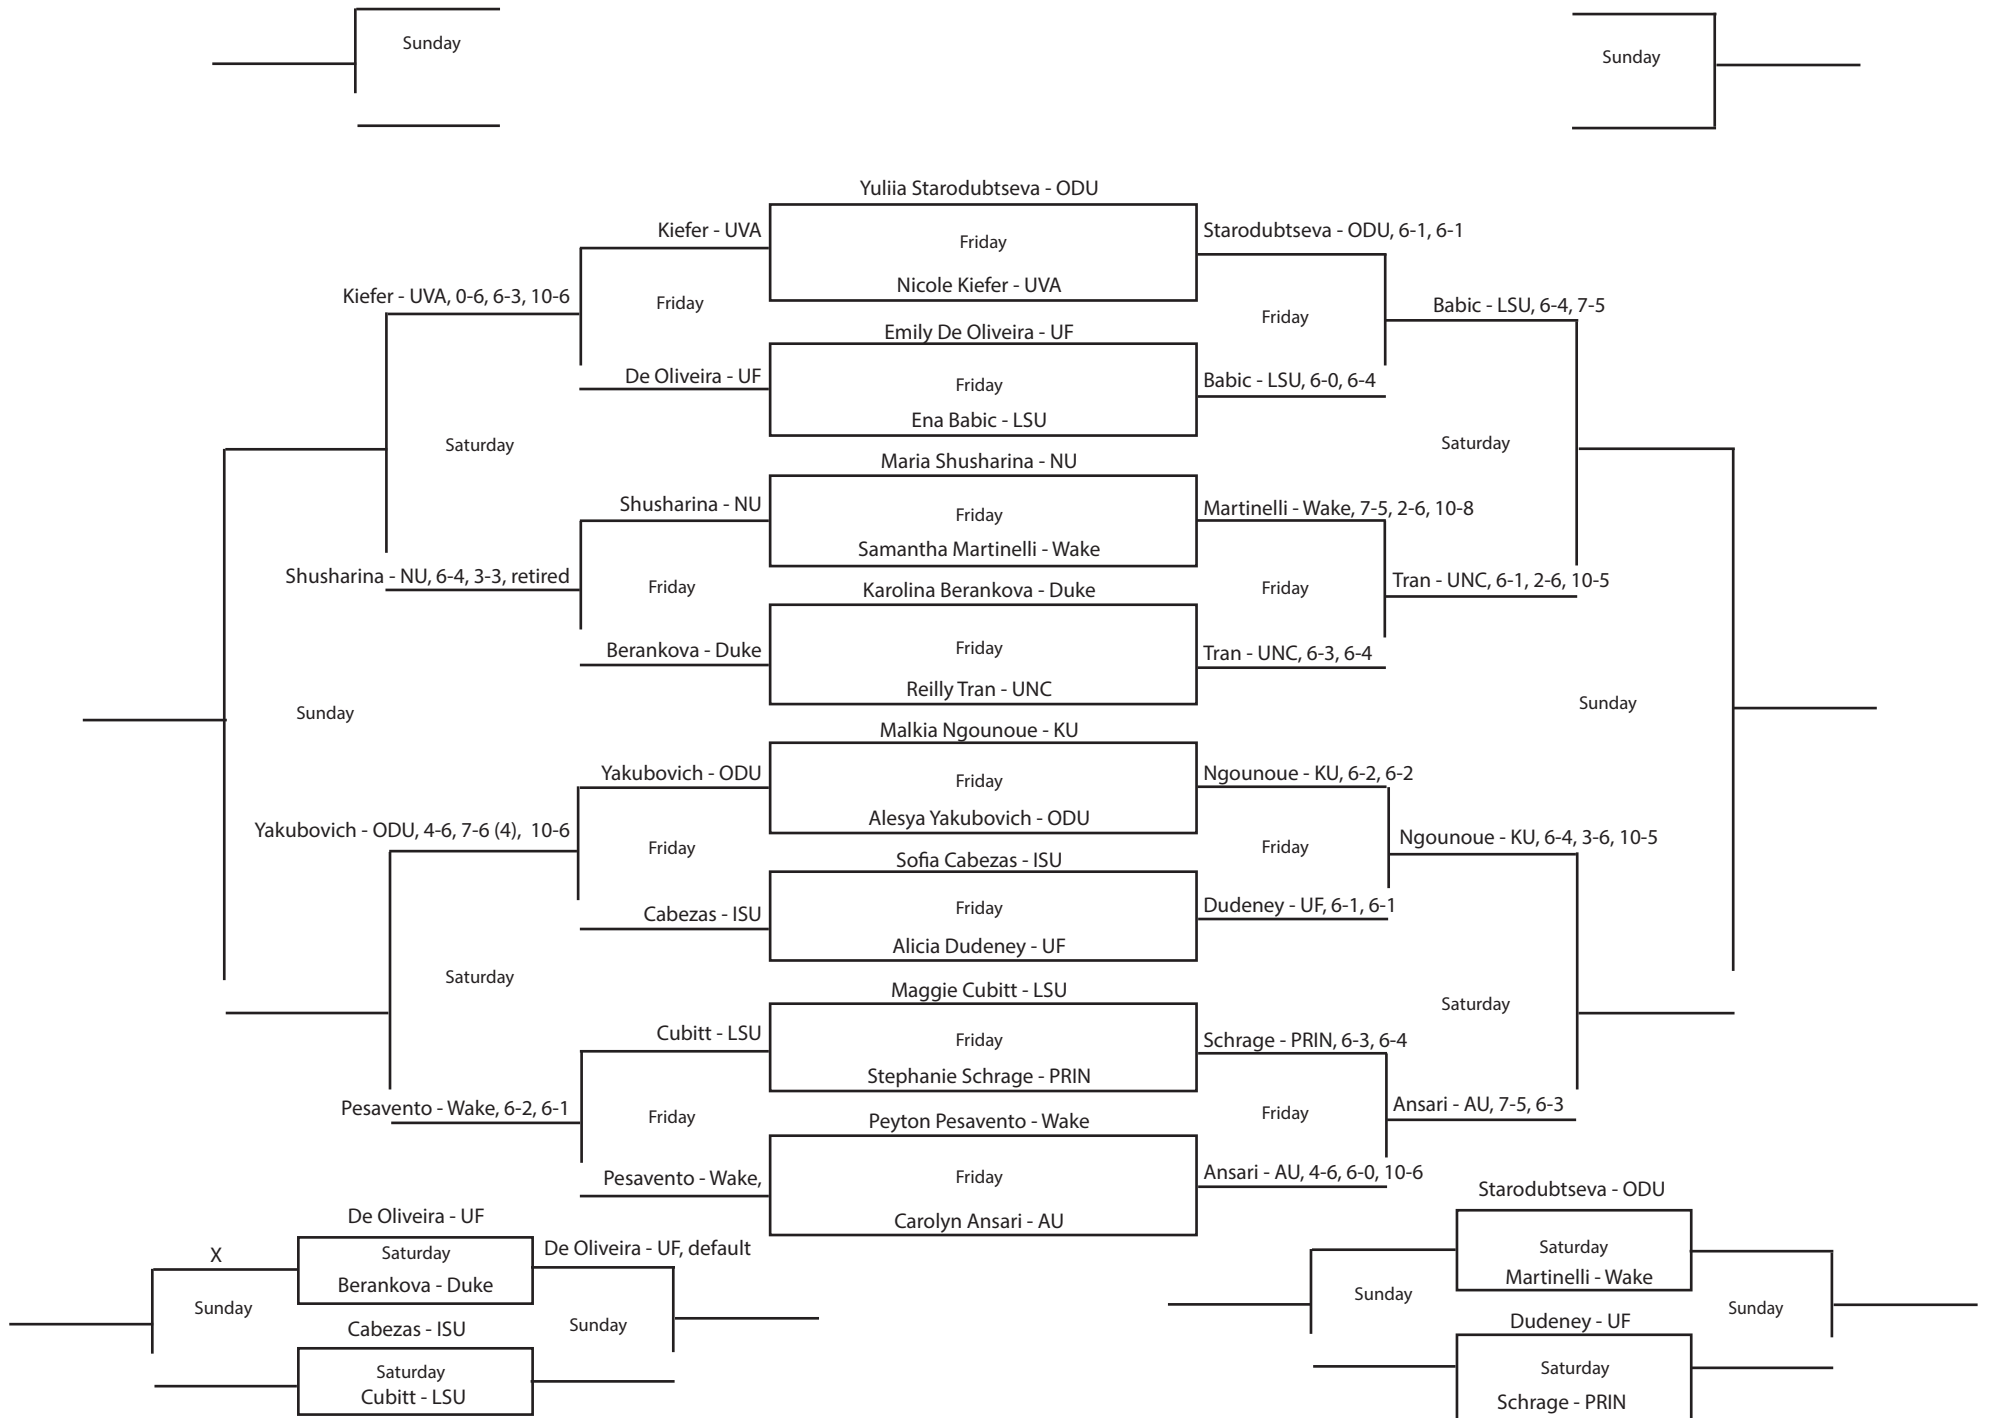 Sunday
Sunday
Yuliia Starodubtseva - ODU
Kiefer - UVA
Friday
Starodubtseva - ODU, 6-1, 6-1
Nicole Kiefer - UVA
Kiefer - UVA, 0-6, 6-3, 10-6
Friday
Friday
Babic - LSU, 6-4, 7-5
Emily De Oliveira - UF
De Oliveira - UF
Friday
Babic - LSU, 6-0, 6-4
Ena Babic - LSU
Saturday
Saturday
Maria Shusharina - NU
Shusharina - NU
Friday
Martinelli - Wake, 7-5, 2-6, 10-8
Samantha Martinelli - Wake
Shusharina - NU, 6-4, 3-3, retired
Friday
Friday
Tran - UNC, 6-1, 2-6, 10-5
Karolina Berankova - Duke
Berankova - Duke
Friday
Tran - UNC, 6-3, 6-4
Reilly Tran - UNC
Sunday
Sunday
Malkia Ngounoue - KU
Yakubovich - ODU
Friday
Ngounoue - KU, 6-2, 6-2
Alesya Yakubovich - ODU
Yakubovich - ODU, 4-6, 7-6 (4),  10-6
Friday
Friday
Ngounoue - KU, 6-4, 3-6, 10-5
Sofia Cabezas - ISU
Cabezas - ISU
Friday
Dudeney - UF, 6-1, 6-1
Alicia Dudeney - UF
Saturday
Saturday
Maggie Cubitt - LSU
Cubitt - LSU
Friday
Schrage - PRIN, 6-3, 6-4
Stephanie Schrage - PRIN
Pesavento - Wake, 6-2, 6-1
Friday
Friday
Ansari - AU, 7-5, 6-3
Peyton Pesavento - Wake
Pesavento - Wake,
Friday
Ansari - AU, 4-6, 6-0, 10-6
Carolyn Ansari - AU
De Oliveira - UF
X
Saturday
De Oliveira - UF, default
Berankova - Duke
Sunday
Sunday
Cabezas - ISU
Saturday
Cubitt - LSU
Starodubtseva - ODU
Saturday
Martinelli - Wake
Sunday
Sunday
Dudeney - UF
Saturday
Schrage - PRIN